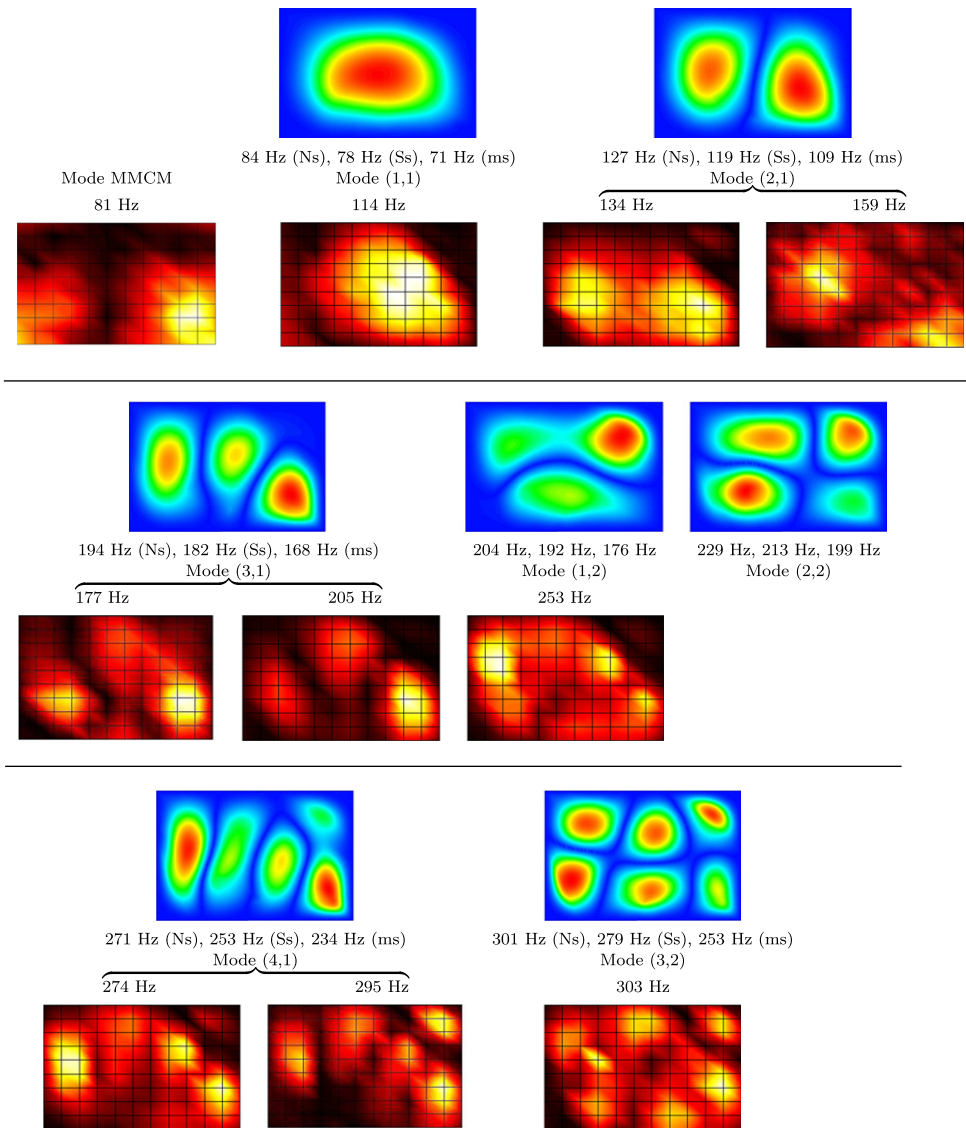 84 Hz (Ns), 78 Hz (Ss), 71 Hz (ms)
127 Hz (Ns), 119 Hz (Ss), 109 Hz (ms)
Mode MMCM
Mode (1,1)
Mode (2,1)
81 Hz
114 Hz
134 Hz
159 Hz
194 Hz (Ns), 182 Hz (Ss), 168 Hz (ms)
204 Hz, 192 Hz, 176 Hz
229 Hz, 213 Hz, 199 Hz
Mode (3,1)
Mode (1,2)
Mode (2,2)
177 Hz
205 Hz
253 Hz
271 Hz (Ns), 253 Hz (Ss), 234 Hz (ms)
301 Hz (Ns), 279 Hz (Ss), 253 Hz (ms)
Mode (4,1)
Mode (3,2)
274 Hz
295 Hz
303 Hz